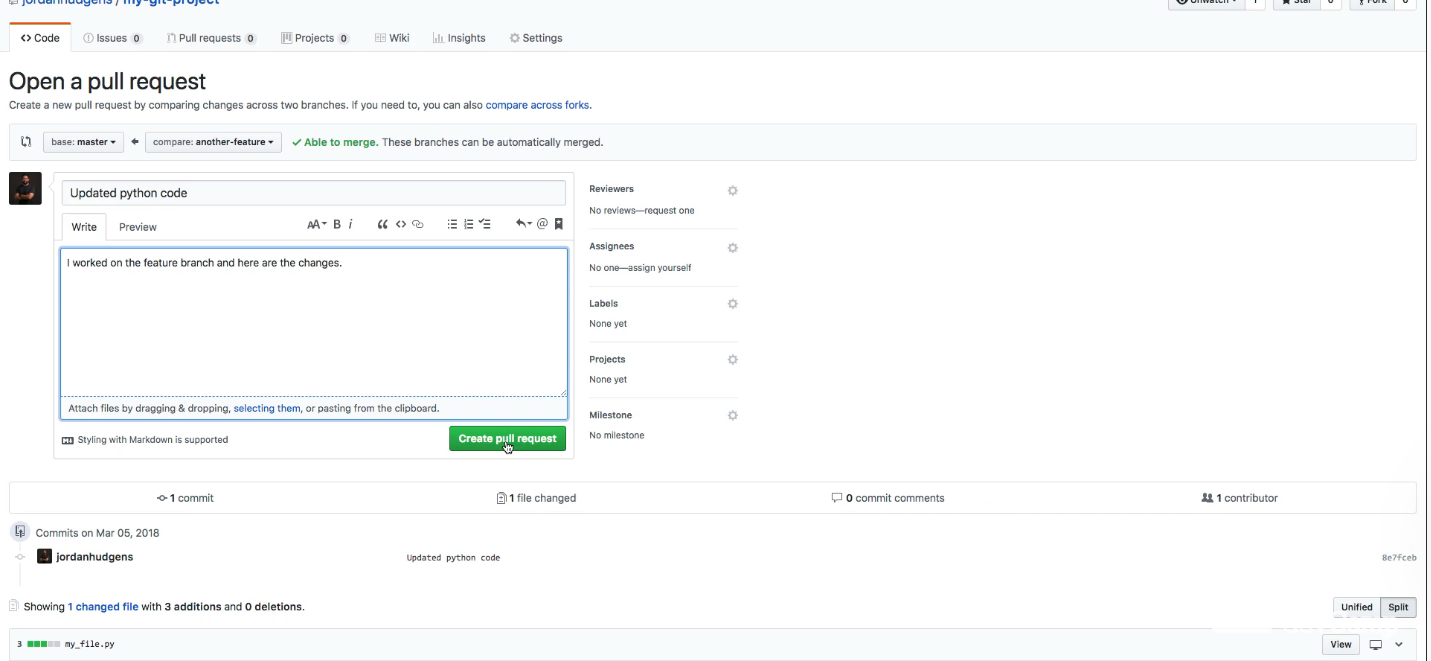 jordanhudgens / my-git-project
Unwatch 1 Star 0 Fork 0
Code Issues 0 Pull requests 0 Projects 0 Wiki Insights Settings
Open a pull request
Create a new pull request by comparing changes across two branches. If you need to, you can also compare across forks.
base: master compare: another-feature Able to merge. These branches can be automatically merged.
Updated python code
Write Preview AA B i
I worked on the feature branch and here are the changes.
Attach files by dragging & dropping, selecting them, or pasting from the clipboard.
Styling with Markdown is supported
Create pull request
Reviewers
No reviews—request one
Assignees
No one—assign yourself
Labels
None yet
Projects
None yet
Milestone
No milestone
1 commit 1 file changed 0 commit comments 1 contributor
Commits on Mar 05, 2018
jordanhudgens Updated python code 8e7fceb
Showing 1 changed file with 3 additions and 0 deletions.
Unified Split
3 my_file.py View